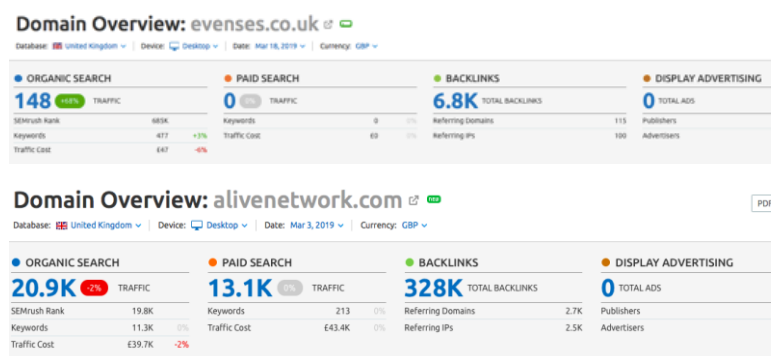 Domain Overview: evenses.co.uk
Database: United Kingdom Device: Desktop Date: Mar 18, 2019 Currency: GBP
ORGANIC SEARCH PAID SEARCH BACKLINKS DISPLAY ADVERTISING
148 +68% TRAFFIC 0 0% TRAFFIC 6.8K TOTAL BACKLINKS 0 TOTAL ADS
SEMrush Rank 685K Keywords 0 0% Referring Domains 115 Publishers
Keywords 477 +3% Traffic Cost £0 0% Referring IPs 100 Advertisers
Traffic Cost £47 -6%
Domain Overview: alivenetwork.com new
PDF
Database: United Kingdom Device: Desktop Date: Mar 3, 2019 Currency: GBP
ORGANIC SEARCH PAID SEARCH BACKLINKS DISPLAY ADVERTISING
20.9K -2% TRAFFIC 13.1K 0% TRAFFIC 328K TOTAL BACKLINKS 0 TOTAL ADS
SEMrush Rank 19.8K Keywords 213 0% Referring Domains 2.7K Publishers
Keywords 11.3K 0% Traffic Cost £43.4K 0% Referring IPs 2.5K Advertisers
Traffic Cost £39.7K -2%